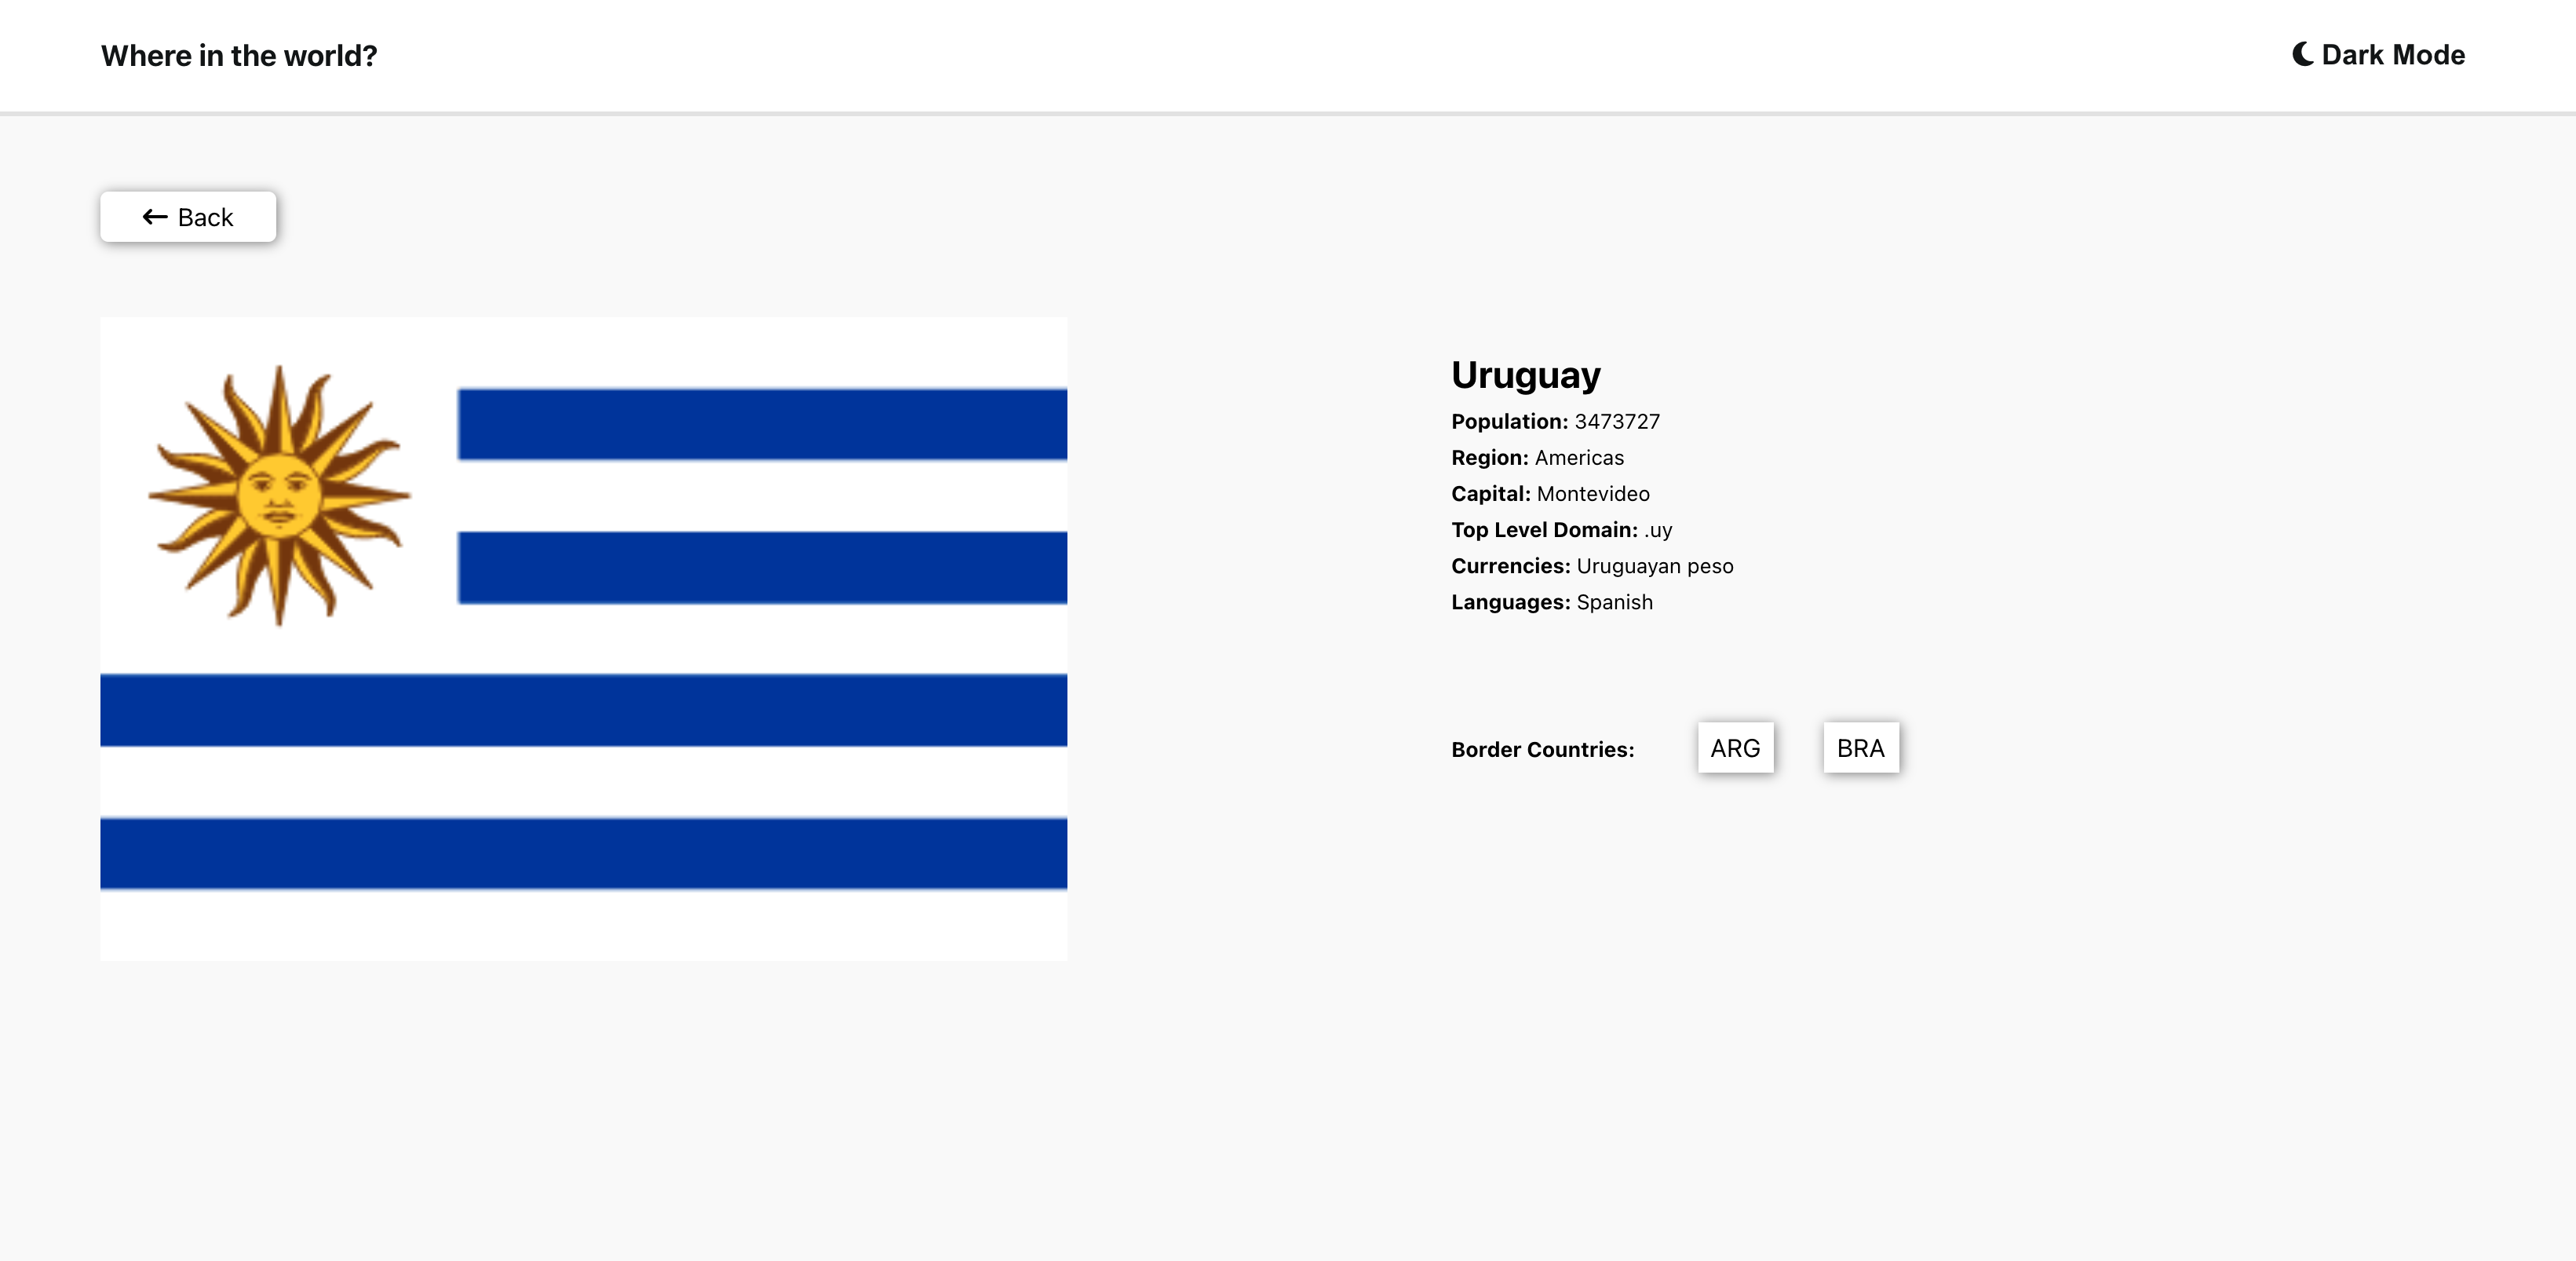 Where in the world?
Dark Mode
Back
Uruguay
Population: 3473727
Region: Americas
Capital: Montevideo
Top Level Domain: .uy
Currencies: Uruguayan peso
Languages: Spanish
Border Countries: ARG BRA